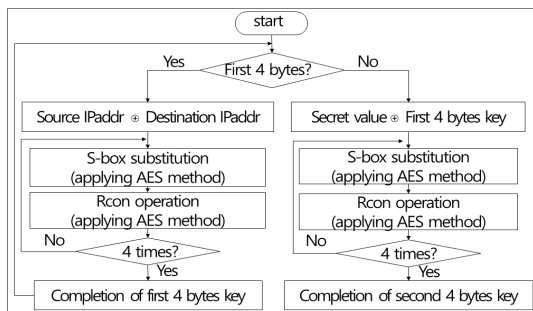 start
First 4 bytes?
Yes
No
Source IPaddr ⊕ Destination IPaddr
S-box substitution
(applying AES method)
Rcon operation
(applying AES method)
No
4 times?
Yes
Completion of first 4 bytes key
Secret value ⊕ First 4 bytes key
S-box substitution
(applying AES method)
Rcon operation
(applying AES method)
No
4 times?
Yes
Completion of second 4 bytes key